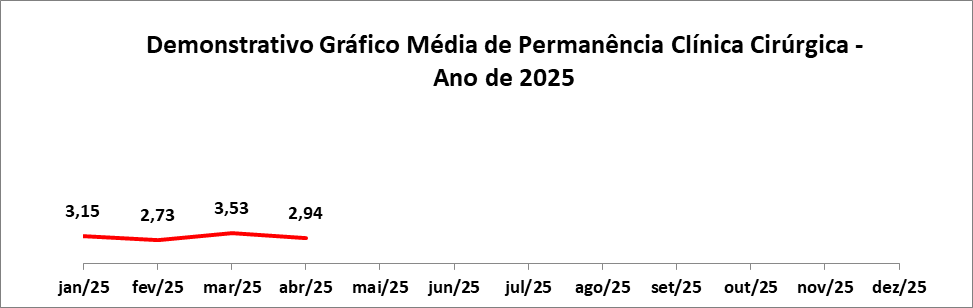 Demonstrativo Gráfico Média de Permanência Clínica Cirúrgica -
Ano de 2025
3,15 2,73 3,53 2,94
jan/25 fev/25 mar/25 abr/25 mai/25 jun/25 jul/25 ago/25 set/25 out/25 nov/25 dez/25